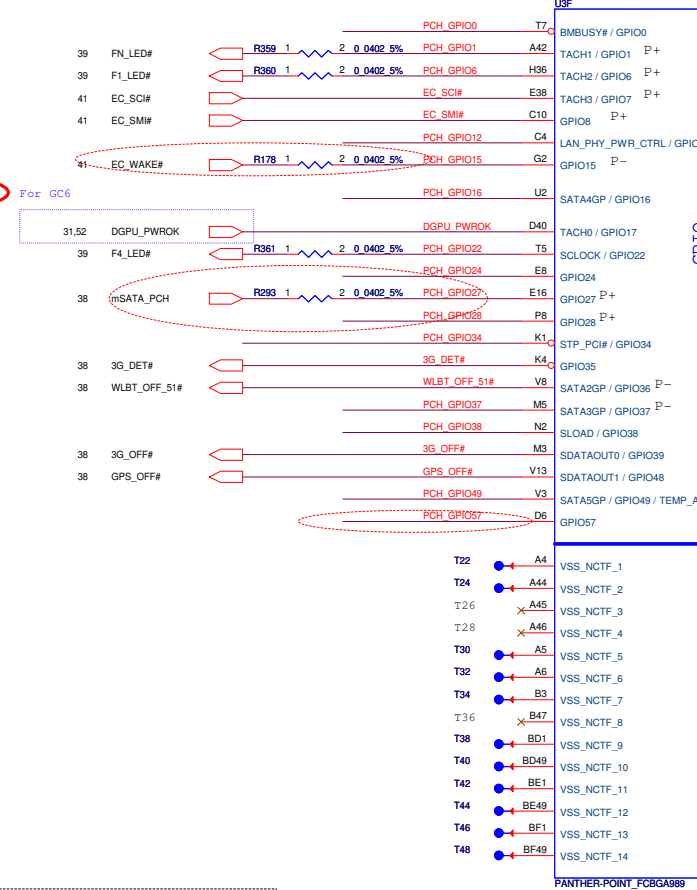 U3F
PCH_GPIO0 T7 BMBUSY# / GPIO0
39 FN_LED# R359 1 2 0_0402_5% PCH_GPIO1 A42 TACH1 / GPIO1 P+
39 F1_LED# R360 1 2 0_0402_5% PCH_GPIO6 H36 TACH2 / GPIO6 P+
41 EC_SCI# EC_SCI# E38 TACH3 / GPIO7 P+
41 EC_SMI# EC_SMI# C10 GPIO8 P+
PCH_GPIO12 C4 LAN_PHY_PWR_CTRL /
41 EC_WAKE# R178 1 2 0_0402_5% PCH_GPIO15 G2 GPIO15 P-
For GC6
PCH_GPIO16 U2 SATA4GP / GPIO16
31,52 DGPU_PWROK DGPU_PWROK D40 TACH0 / GPIO17
39 F4_LED# R361 1 2 0_0402_5% PCH_GPIO22 T5 SCLOCK / GPIO22
PCH_GPIO24 E8 GPIO24
38 mSATA_PCH R293 1 2 0_0402_5% PCH_GPIO27 E16 GPIO27 P+
PCH_GPIO28 P8 GPIO28 P+
PCH_GPIO34 K1 STP_PCI# / GPIO34
38 3G_DET# 3G_DET# K4 GPIO35
38 WLBT_OFF_51# WLBT_OFF_51# V8 SATA2GP / GPIO36 P-
PCH_GPIO37 M5 SATA3GP / GPIO37 P-
PCH_GPIO38 N2 SLOAD / GPIO38
38 3G_OFF# 3G_OFF# M3 SDATAOUT0 / GPIO39
38 GPS_OFF# GPS_OFF# V13 SDATAOUT1 / GPIO48
PCH_GPIO49 V3 SATA5GP / GPIO49 / TEMP_A
PCH_GPIO57 D6 GPIO57
T22 A4 VSS_NCTF_1
T24 A44 VSS_NCTF_2
T26 A45 VSS_NCTF_3
T28 A46 VSS_NCTF_4
T30 A5 VSS_NCTF_5
T32 A6 VSS_NCTF_6
T34 B3 VSS_NCTF_7
T36 B47 VSS_NCTF_8
T38 BD1 VSS_NCTF_9
T40 BD49 VSS_NCTF_10
T42 BE1 VSS_NCTF_11
T44 BE49 VSS_NCTF_12
T46 BF1 VSS_NCTF_13
T48 BF49 VSS_NCTF_14
PANTHER-POINT_FCBGA989